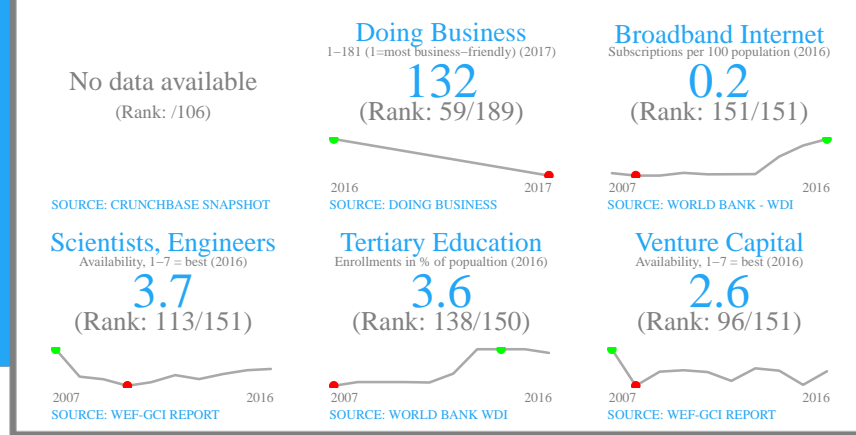 No data available
(Rank: /106)
SOURCE: CRUNCHBASE SNAPSHOT
Doing Business
1−181 (1=most business−friendly) (2017)
132
(Rank: 59/189)
2016 2017
SOURCE: DOING BUSINESS
Broadband Internet
Subscriptions per 100 population (2016)
0.2
(Rank: 151/151)
2007 2016
SOURCE: WORLD BANK - WDI
Scientists, Engineers
Availability, 1−7 = best (2016)
3.7
(Rank: 113/151)
2007 2016
SOURCE: WEF-GCI REPORT
Tertiary Education
Enrollments in % of popualtion (2016)
3.6
(Rank: 138/150)
2007 2016
SOURCE: WORLD BANK WDI
Venture Capital
Availability, 1−7 = best (2016)
2.6
(Rank: 96/151)
2007 2016
SOURCE: WEF-GCI REPORT